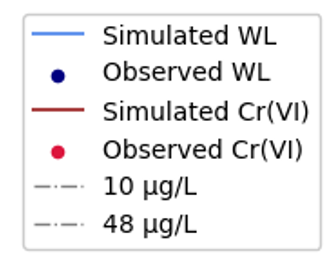 Simulated WL
Observed WL
Simulated Cr(VI)
Observed Cr(VI)
10 μg/L
48 μg/L